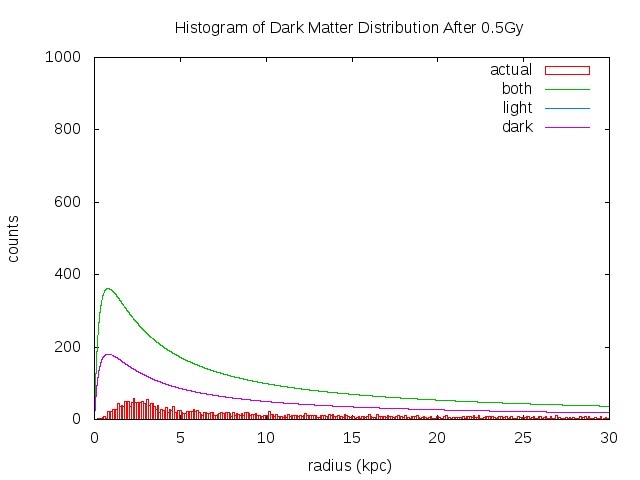 Histogram of Dark Matter Distribution After 0.5Gy
1000
800
600
400
200
0
counts
actual
both
light
dark
0 5 10 15 20 25 30
radius (kpc)